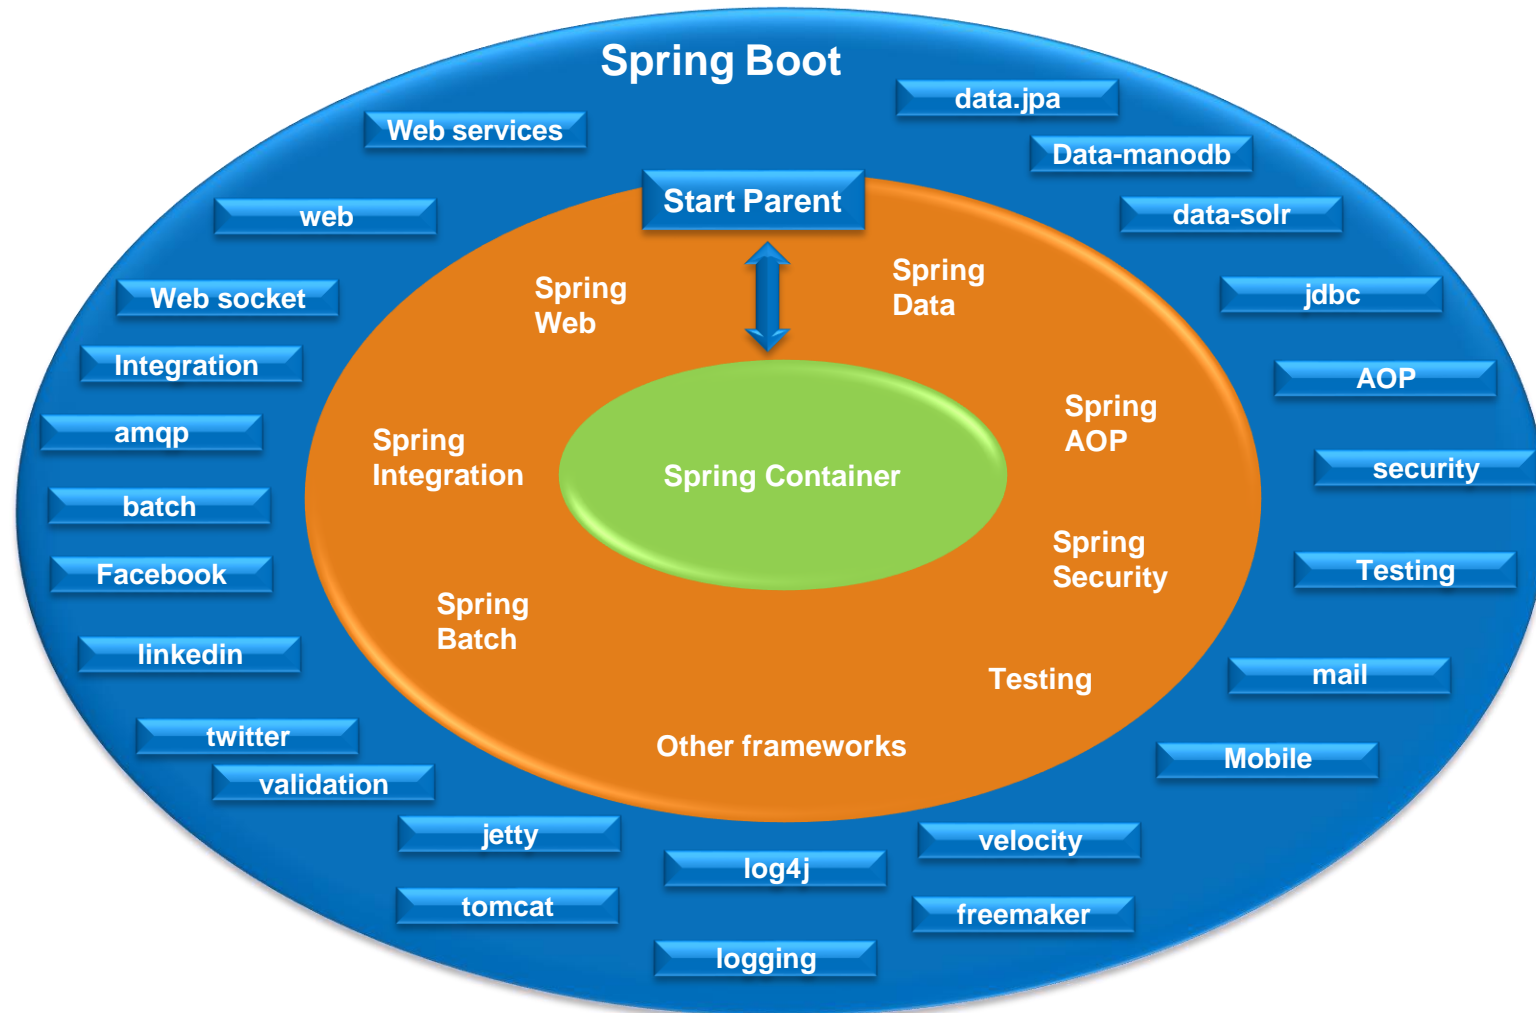 Spring Boot
data.jpa
Web services
Data-manodb
Start Parent
web
data-solr
Spring
Data
Spring
Web
Web socket
jdbc
Integration
AOP
Spring
AOP
amqp
Spring
Integration
Spring Container
security
batch
Spring
Security
Facebook
Testing
Spring
Batch
linkedin
Testing
mail
twitter
Other frameworks
Mobile
validation
jetty
velocity
log4j
tomcat
freemaker
logging